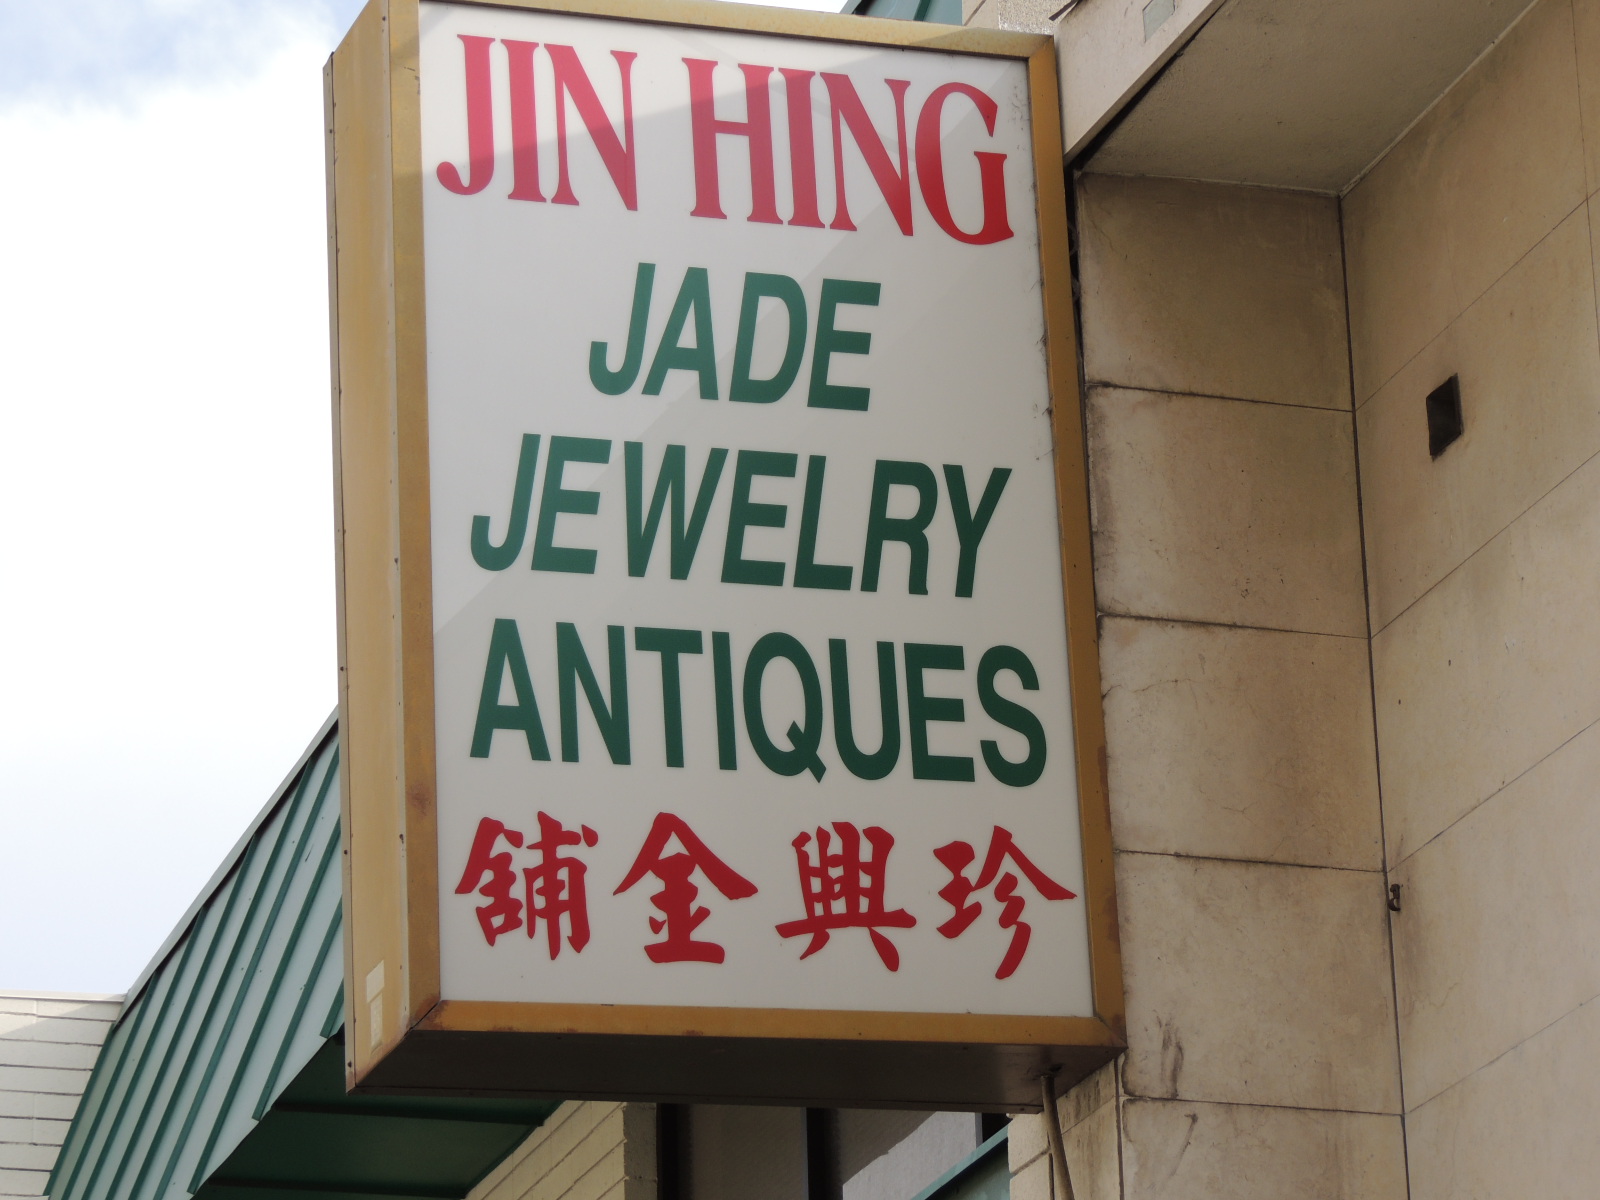 JIN HING
JADE
JEWELRY
ANTIQUES
珍興金舖